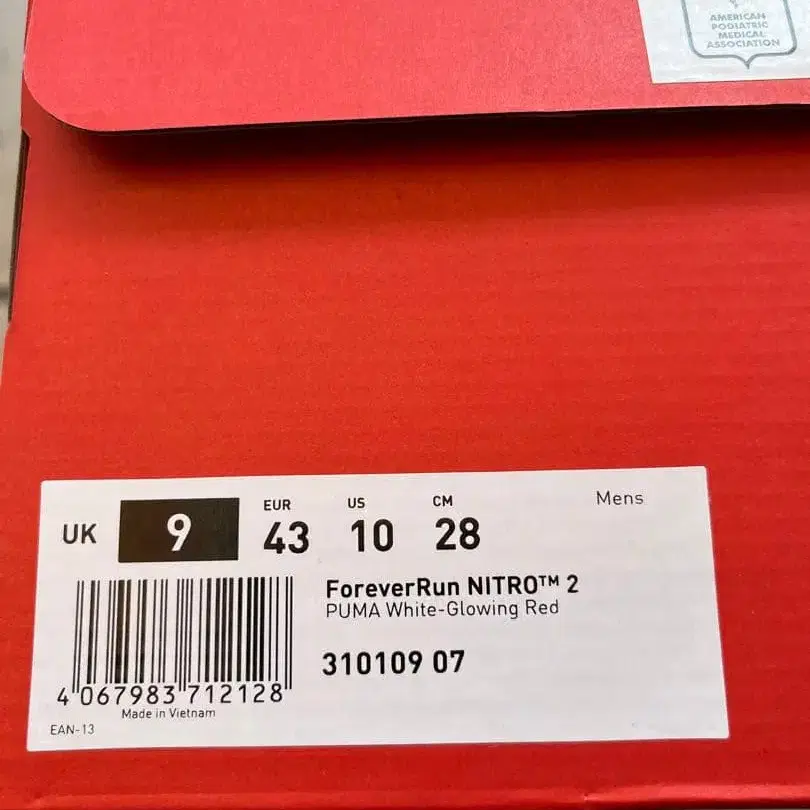 AMERICAN
PODIATRIC
MEDICAL
ASSOCIATION
UK 9 EUR 43 US 10 CM 28 Mens
ForeverRun NITRO™ 2
PUMA White-Glowing Red
310109 07
4 067983 712128
Made in Vietnam
EAN-13